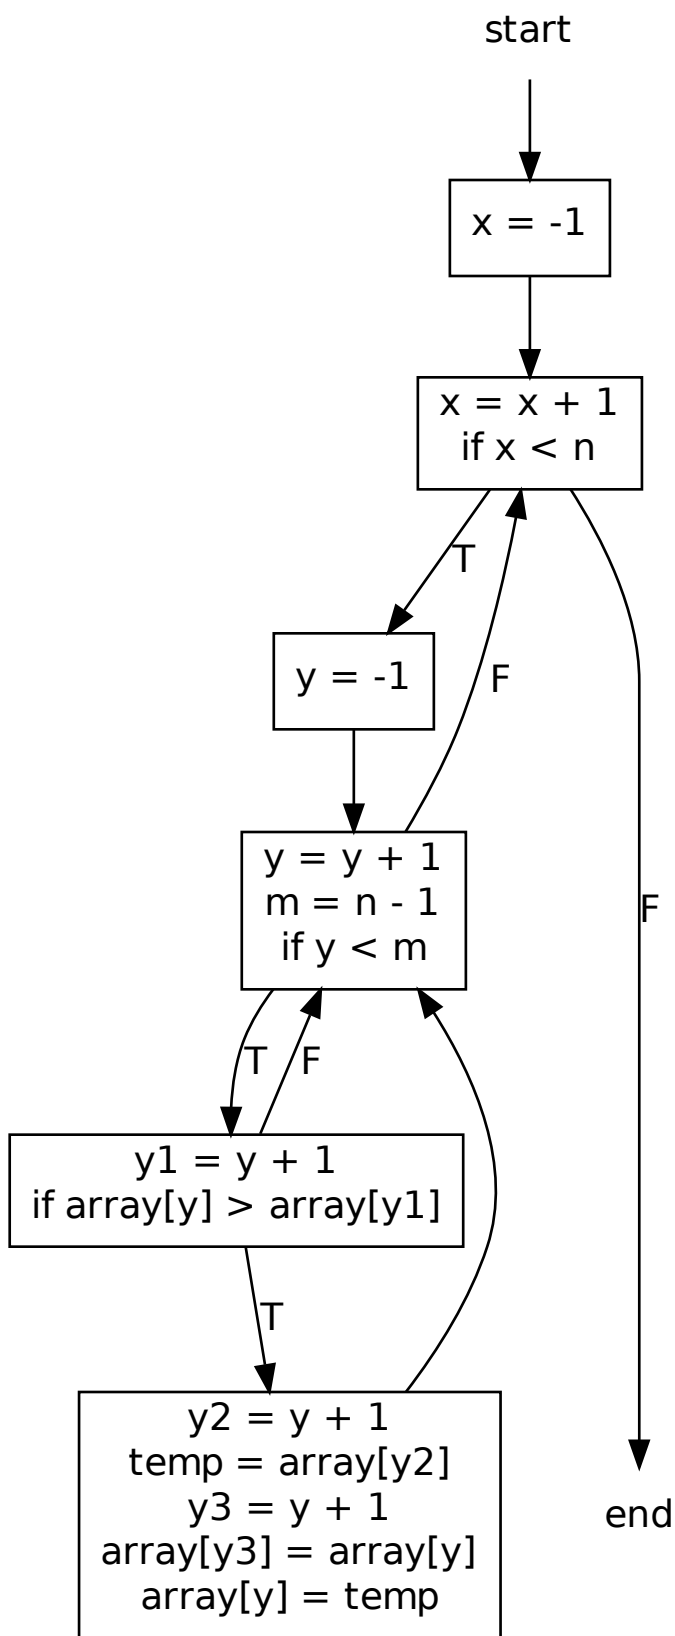 start
x = -1
x = x + 1
if x < n
T
F
y = -1
y = y + 1
m = n - 1
if y < m
F
T
F
y1 = y + 1
if array[y] > array[y1]
T
y2 = y + 1
temp = array[y2]
y3 = y + 1
array[y3] = array[y]
array[y] = temp
end